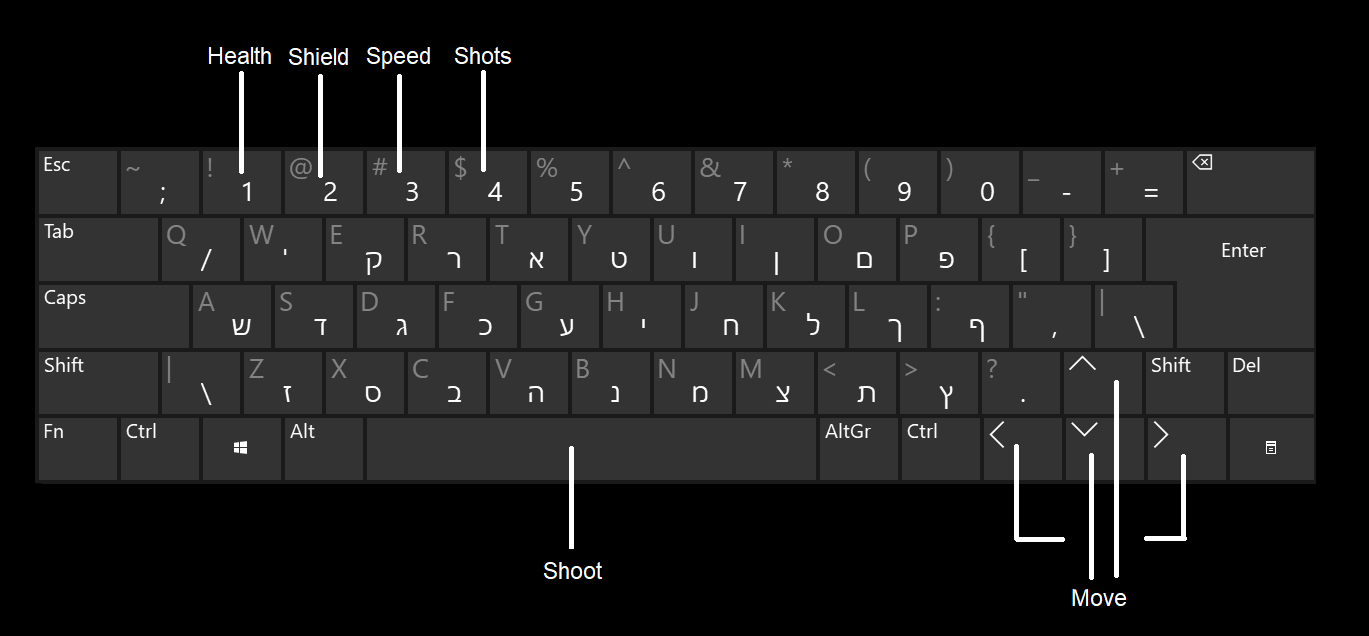 Health Shield Speed Shots
Esc ~ ; ! 1 @ 2 # 3 $ 4 % 5 ^ 6 & 7 * 8 ( 9 ) 0 _ - + =
Tab Q / W ' E ק R ר T א Y ט U ו I ן O ם P פ { [ } ] Enter
Caps A ש S ד D ג F כ G ע H י J ח K ל L ך : ף " , | \
Shift | \ Z ז X ס C ב V ה B נ N מ M צ < ת > ץ ? . Shift Del
Fn Ctrl Alt AltGr Ctrl
Shoot
Move